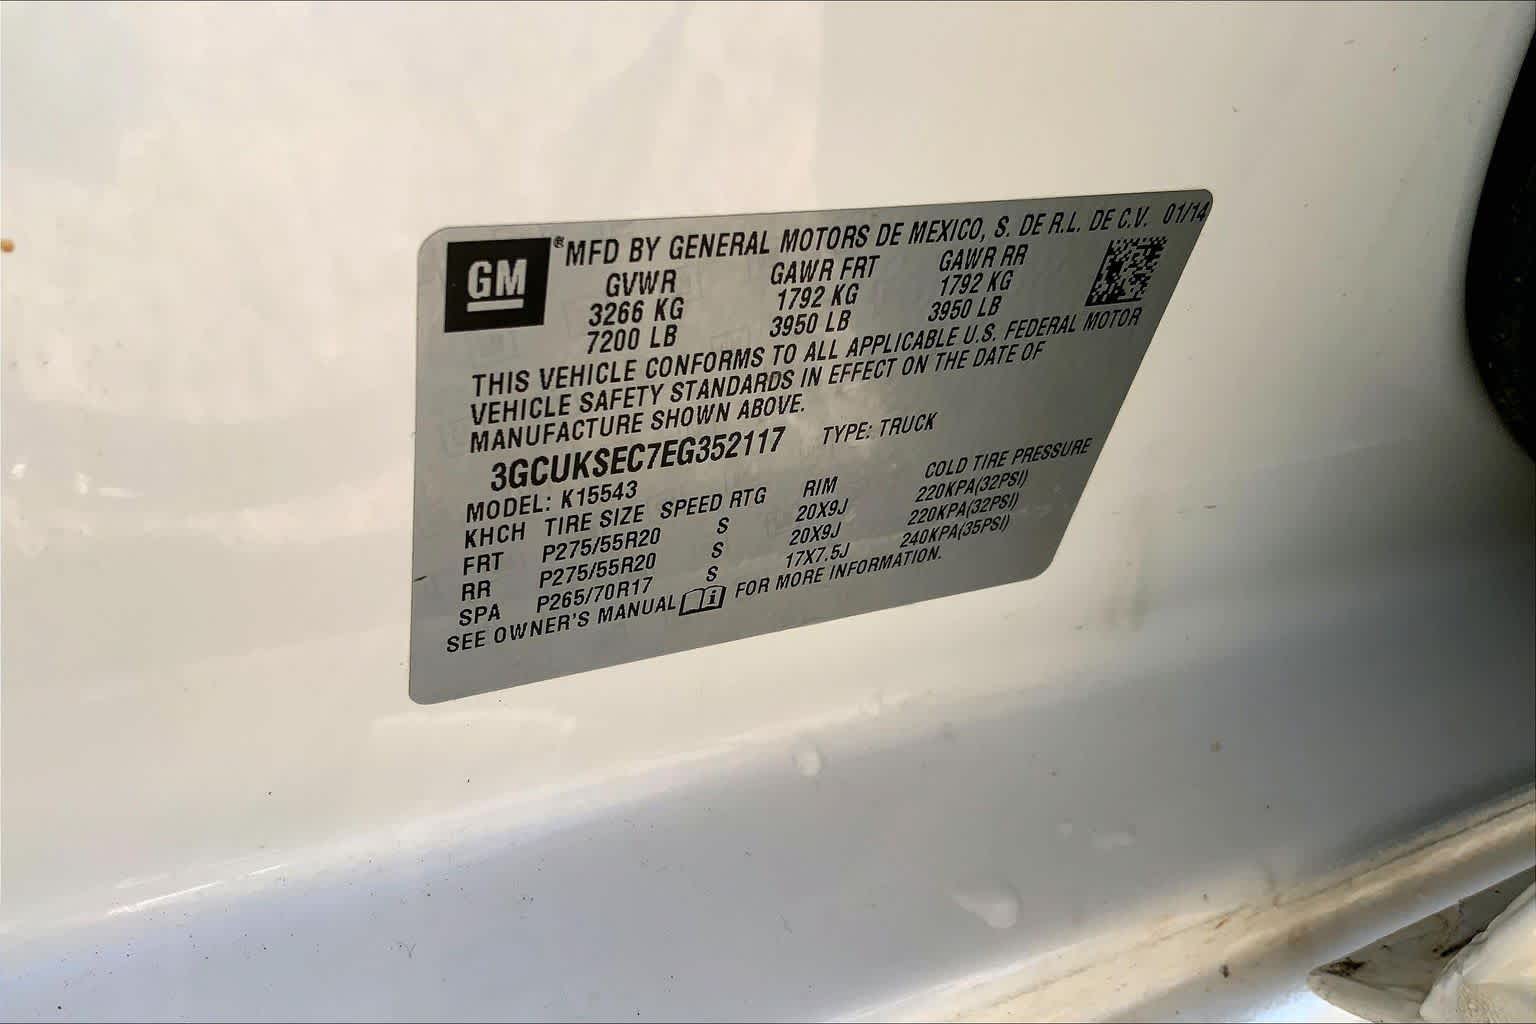 GM ® MFD BY GENERAL MOTORS DE MEXICO, S. DE R.L. DE C.V. 01/14
GVWR GAWR FRT GAWR RR
3266 KG 1792 KG 1792 KG
7200 LB 3950 LB 3950 LB
THIS VEHICLE CONFORMS TO ALL APPLICABLE U.S. FEDERAL MOTOR
VEHICLE SAFETY STANDARDS IN EFFECT ON THE DATE OF
MANUFACTURE SHOWN ABOVE.
3GCUKSEC7EG352117 TYPE: TRUCK
MODEL: K15543
KHCH TIRE SIZE SPEED RTG RIM COLD TIRE PRESSURE
FRT P275/55R20 S 20X9J 220KPA(32PSI)
RR P275/55R20 S 20X9J 220KPA(32PSI)
SPA P265/70R17 S 17X7.5J 240KPA(35PSI)
SEE OWNER'S MANUAL i FOR MORE INFORMATION.